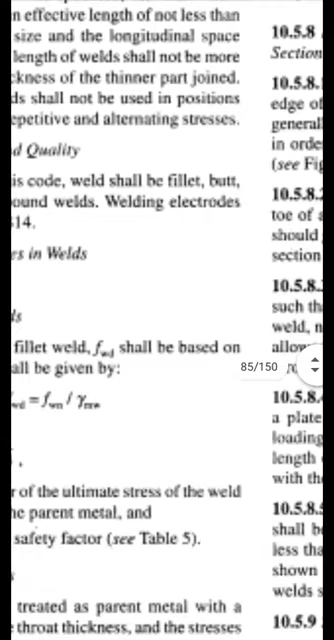 n effective length of not less than
size and the longitudinal space
length of welds shall not be more
ckness of the thinner part joined.
ds shall not be used in positions
epetitive and alternating stresses.
d Quality
is code, weld shall be fillet, butt,
ound welds. Welding electrodes
814.
es in Welds
ls
fillet weld, f_wd shall be based on
all be given by:
f_wd = f_wn / γ_mw
r of the ultimate stress of the weld
he parent metal, and
safety factor (see Table 5).
treated as parent metal with a
throat thickness, and the stresses
10.5.8
Section
10.5.8.
edge of
general
in orde
(see Fig
10.5.8.2
toe of a
should
section
10.5.8.3
such th
weld, n
allow
85/150
10.5.8.4
a plate
loading
length
with the
10.5.8.5
shall b
less tha
shown
welds s
10.5.9